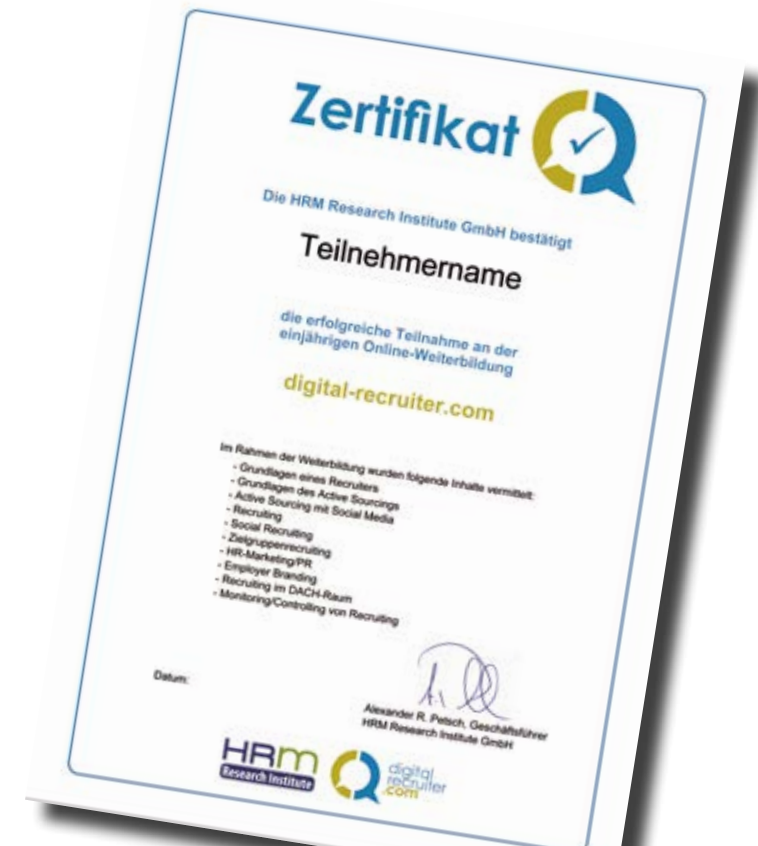 Zertifikat
Die HRM Research Institute GmbH bestätigt
Teilnehmername
die erfolgreiche Teilnahme an der
einjährigen Online-Weiterbildung
digital-recruiter.com
Im Rahmen der Weiterbildung wurden folgende Inhalte vermittelt:
- Grundlagen eines Recruiters
- Grundlagen des Active Sourcings
- Active Sourcing mit Social Media
- Recruiting
- Social Recruiting
- Zielgruppenrecruiting
- HR-Marketing/PR
- Employer Branding
- Recruiting im DACH-Raum
- Monitoring/Controlling von Recruiting
Datum:
Alexander R. Petsch, Geschäftsführer
HRM Research Institute GmbH
HRm
Research Institute
digital
recruiter
.com